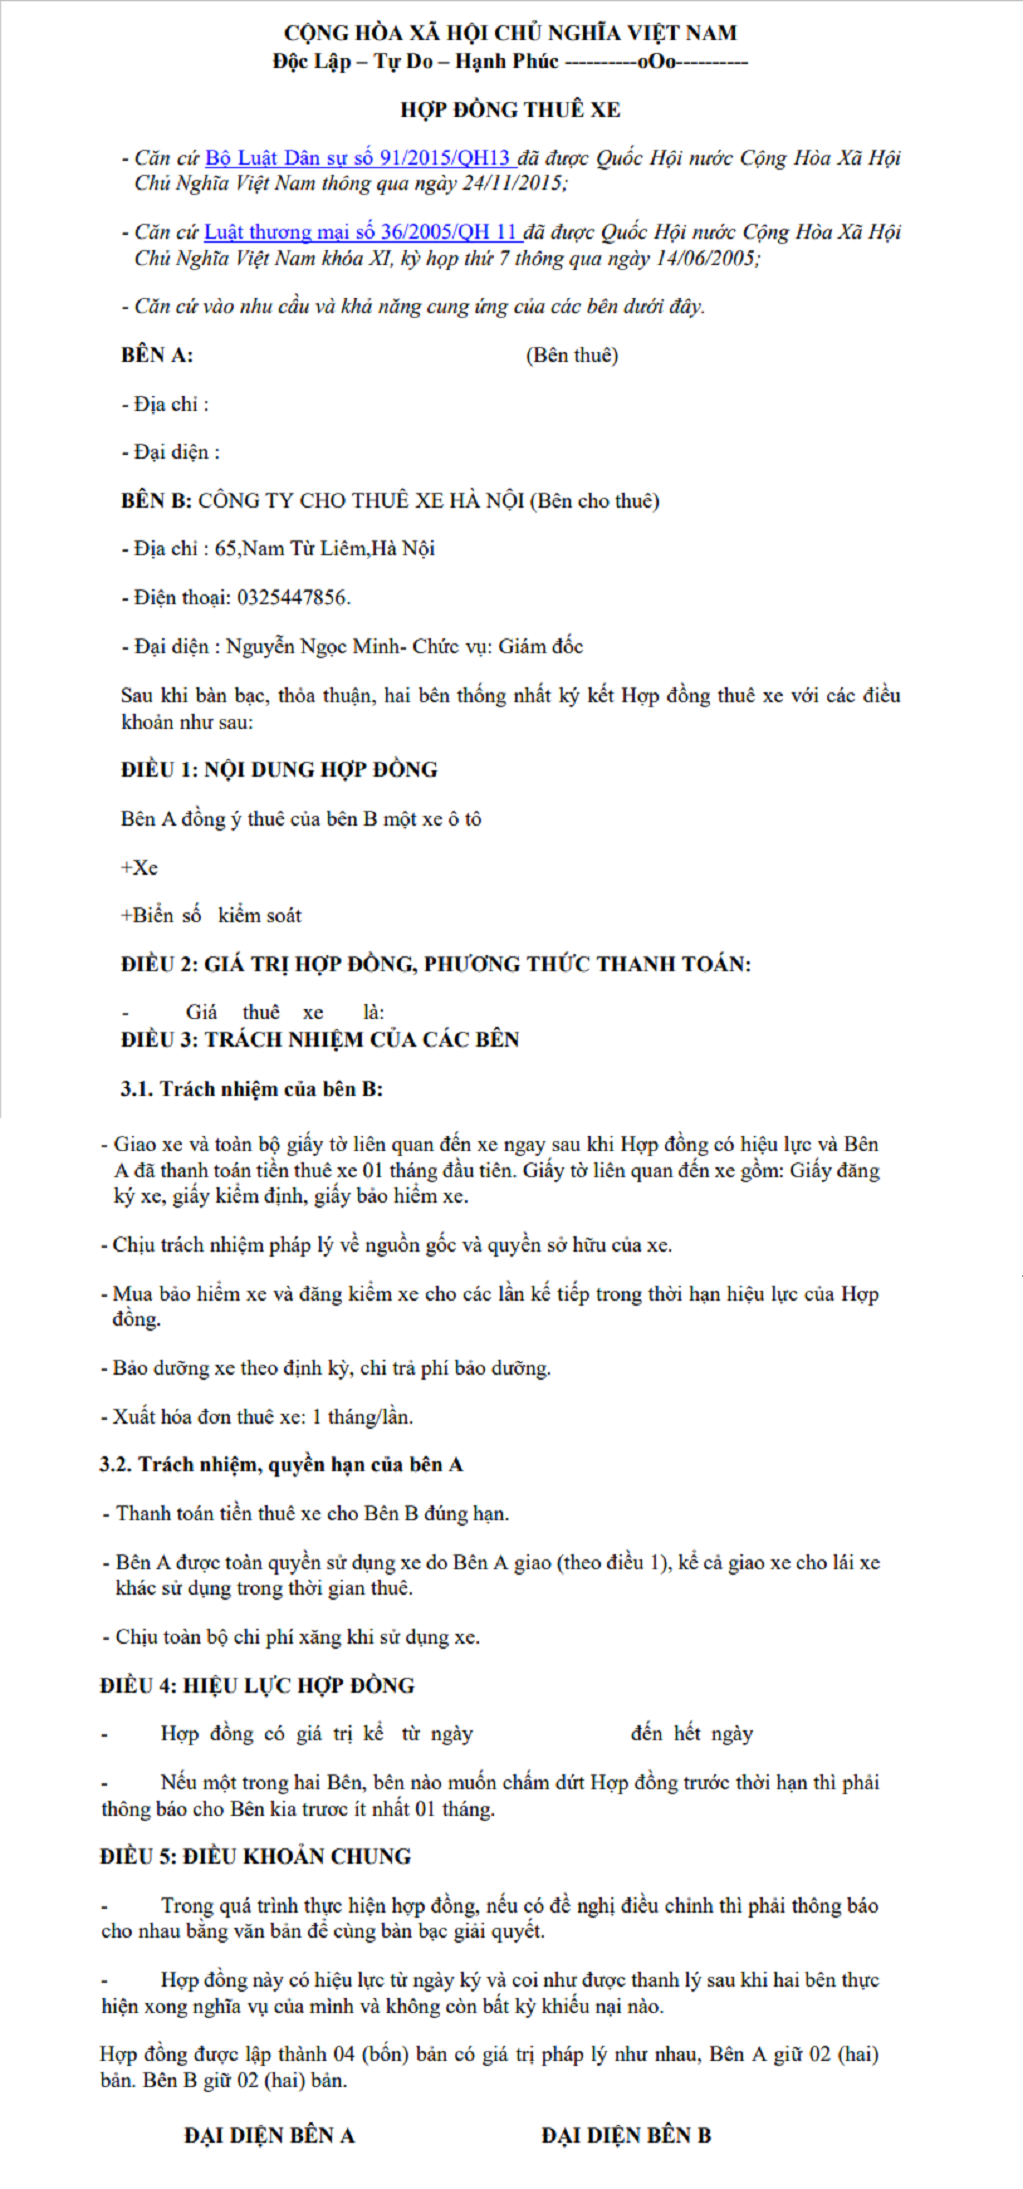 CỘNG HÒA XÃ HỘI CHỦ NGHĨA VIỆT NAM
Độc Lập – Tự Do – Hạnh Phúc ----------oOo----------
HỢP ĐỒNG THUÊ XE
- Căn cứ Bộ Luật Dân sự số 91/2015/QH13 đã được Quốc Hội nước Cộng Hòa Xã Hội
Chủ Nghĩa Việt Nam thông qua ngày 24/11/2015;
- Căn cứ Luật thương mại số 36/2005/QH 11 đã được Quốc Hội nước Cộng Hòa Xã Hội
Chủ Nghĩa Việt Nam khóa XI, kỳ họp thứ 7 thông qua ngày 14/06/2005;
- Căn cứ vào nhu cầu và khả năng cung ứng của các bên dưới đây.
BÊN A: (Bên thuê)
- Địa chỉ :
- Đại diện :
BÊN B: CÔNG TY CHO THUÊ XE HÀ NỘI (Bên cho thuê)
- Địa chỉ : 65,Nam Từ Liêm,Hà Nội
- Điện thoại: 0325447856.
- Đại diện : Nguyễn Ngọc Minh- Chức vụ: Giám đốc
Sau khi bàn bạc, thỏa thuận, hai bên thống nhất ký kết Hợp đồng thuê xe với các điều
khoản như sau:
ĐIỀU 1: NỘI DUNG HỢP ĐỒNG
Bên A đồng ý thuê của bên B một xe ô tô
+Xe
+Biển số kiểm soát
ĐIỀU 2: GIÁ TRỊ HỢP ĐỒNG, PHƯƠNG THỨC THANH TOÁN:
- Giá thuê xe là:
ĐIỀU 3: TRÁCH NHIỆM CỦA CÁC BÊN
3.1. Trách nhiệm của bên B:
- Giao xe và toàn bộ giấy tờ liên quan đến xe ngay sau khi Hợp đồng có hiệu lực và Bên
A đã thanh toán tiền thuê xe 01 tháng đầu tiên. Giấy tờ liên quan đến xe gồm: Giấy đăng
ký xe, giấy kiểm định, giấy bảo hiểm xe.
- Chịu trách nhiệm pháp lý về nguồn gốc và quyền sở hữu của xe.
- Mua bảo hiểm xe và đăng kiểm xe cho các lần kế tiếp trong thời hạn hiệu lực của Hợp
đồng.
- Bảo dưỡng xe theo định kỳ, chi trả phí bảo dưỡng.
- Xuất hóa đơn thuê xe: 1 tháng/lần.
3.2. Trách nhiệm, quyền hạn của bên A
- Thanh toán tiền thuê xe cho Bên B đúng hạn.
- Bên A được toàn quyền sử dụng xe do Bên A giao (theo điều 1), kể cả giao xe cho lái xe
khác sử dụng trong thời gian thuê.
- Chịu toàn bộ chi phí xăng khi sử dụng xe.
ĐIỀU 4: HIỆU LỰC HỢP ĐỒNG
- Hợp đồng có giá trị kể từ ngày đến hết ngày
- Nếu một trong hai Bên, bên nào muốn chấm dứt Hợp đồng trước thời hạn thì phải
thông báo cho Bên kia trươc ít nhất 01 tháng.
ĐIỀU 5: ĐIỀU KHOẢN CHUNG
- Trong quá trình thực hiện hợp đồng, nếu có đề nghị điều chỉnh thì phải thông báo
cho nhau bằng văn bản để cùng bàn bạc giải quyết.
- Hợp đồng này có hiệu lực từ ngày ký và coi như được thanh lý sau khi hai bên thực
hiện xong nghĩa vụ của mình và không còn bất kỳ khiếu nại nào.
Hợp đồng được lập thành 04 (bốn) bản có giá trị pháp lý như nhau, Bên A giữ 02 (hai)
bản. Bên B giữ 02 (hai) bản.
ĐẠI DIỆN BÊN A ĐẠI DIỆN BÊN B